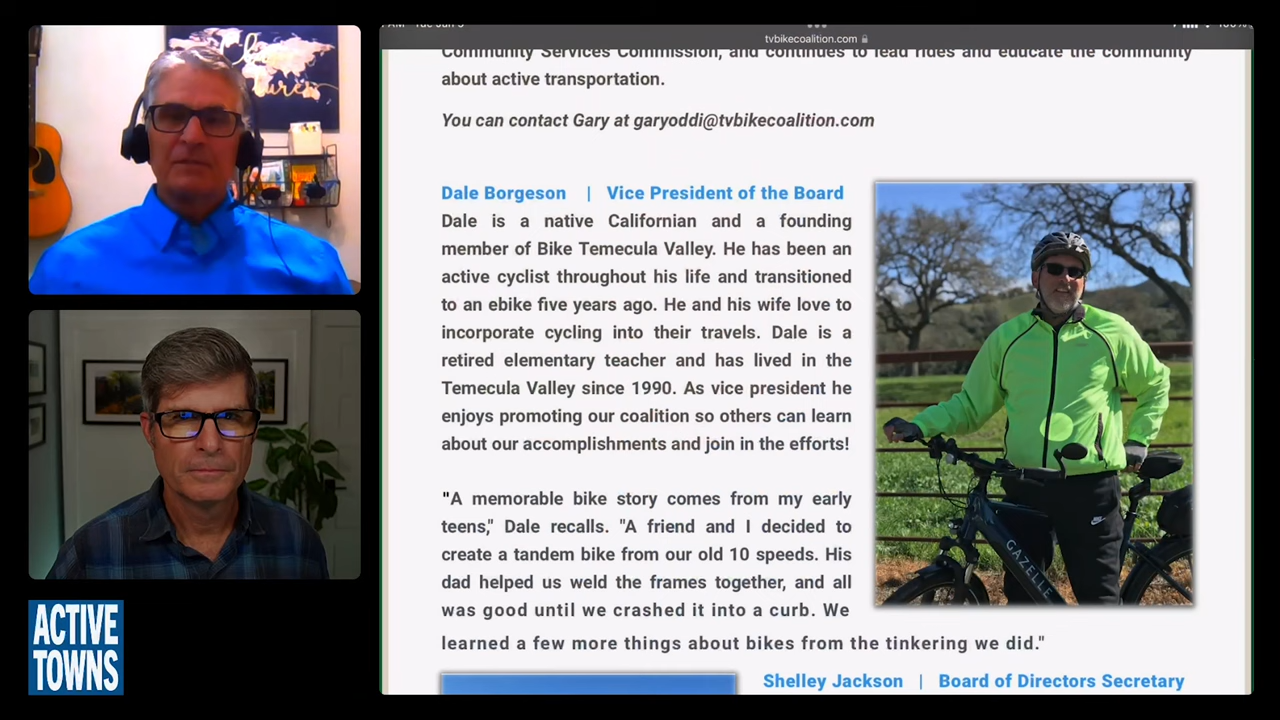 tvbikecoalition.com
100%
Community Services Commission, and continues to lead rides and educate the community
about active transportation.
You can contact Gary at garyoddi@tvbikecoalition.com
Dale Borgeson | Vice President of the Board
Dale is a native Californian and a founding
member of Bike Temecula Valley. He has been an
active cyclist throughout his life and transitioned
to an ebike five years ago. He and his wife love to
incorporate cycling into their travels. Dale is a
retired elementary teacher and has lived in the
Temecula Valley since 1990. As vice president he
enjoys promoting our coalition so others can learn
about our accomplishments and join in the efforts!
"A memorable bike story comes from my early
teens," Dale recalls. "A friend and I decided to
create a tandem bike from our old 10 speeds. His
dad helped us weld the frames together, and all
was good until we crashed it into a curb. We
learned a few more things about bikes from the tinkering we did."
GAZELLE
Shelley Jackson | Board of Directors Secretary
ACTIVE
TOWNS